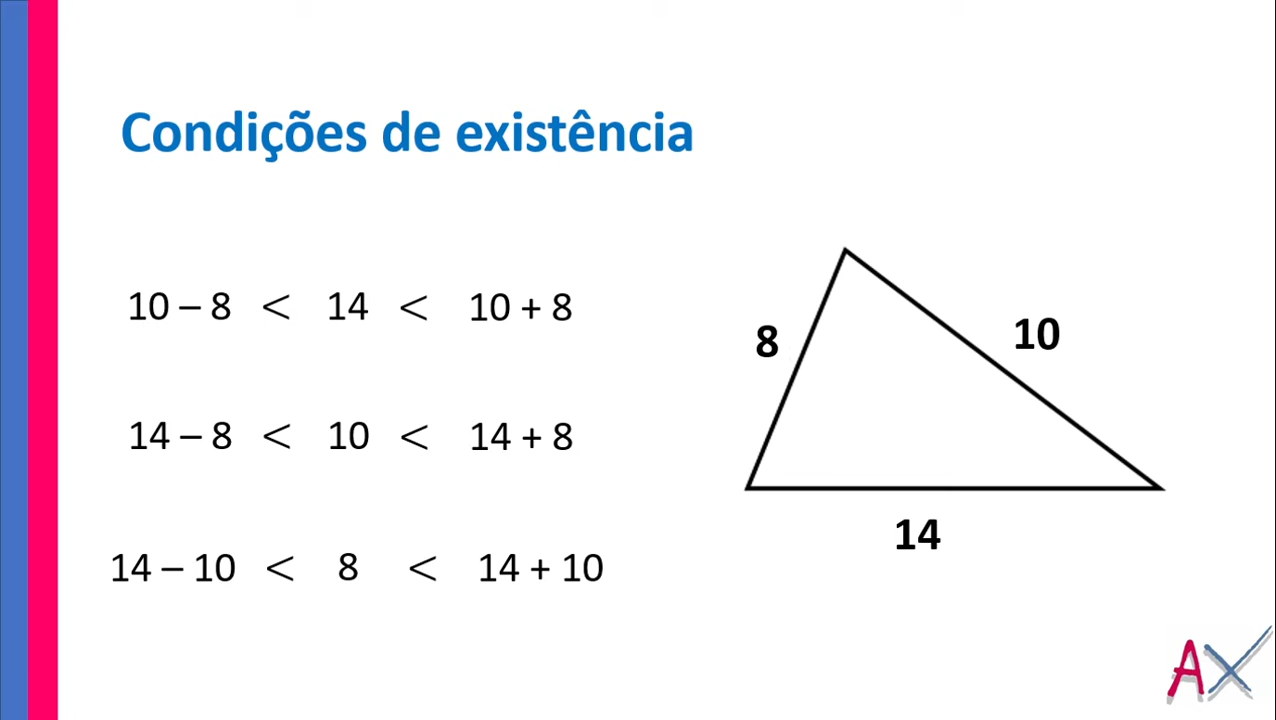 Condições de existência
10 – 8 < 14 < 10 + 8
14 – 8 < 10 < 14 + 8
14 – 10 < 8 < 14 + 10
8
10
14
AX